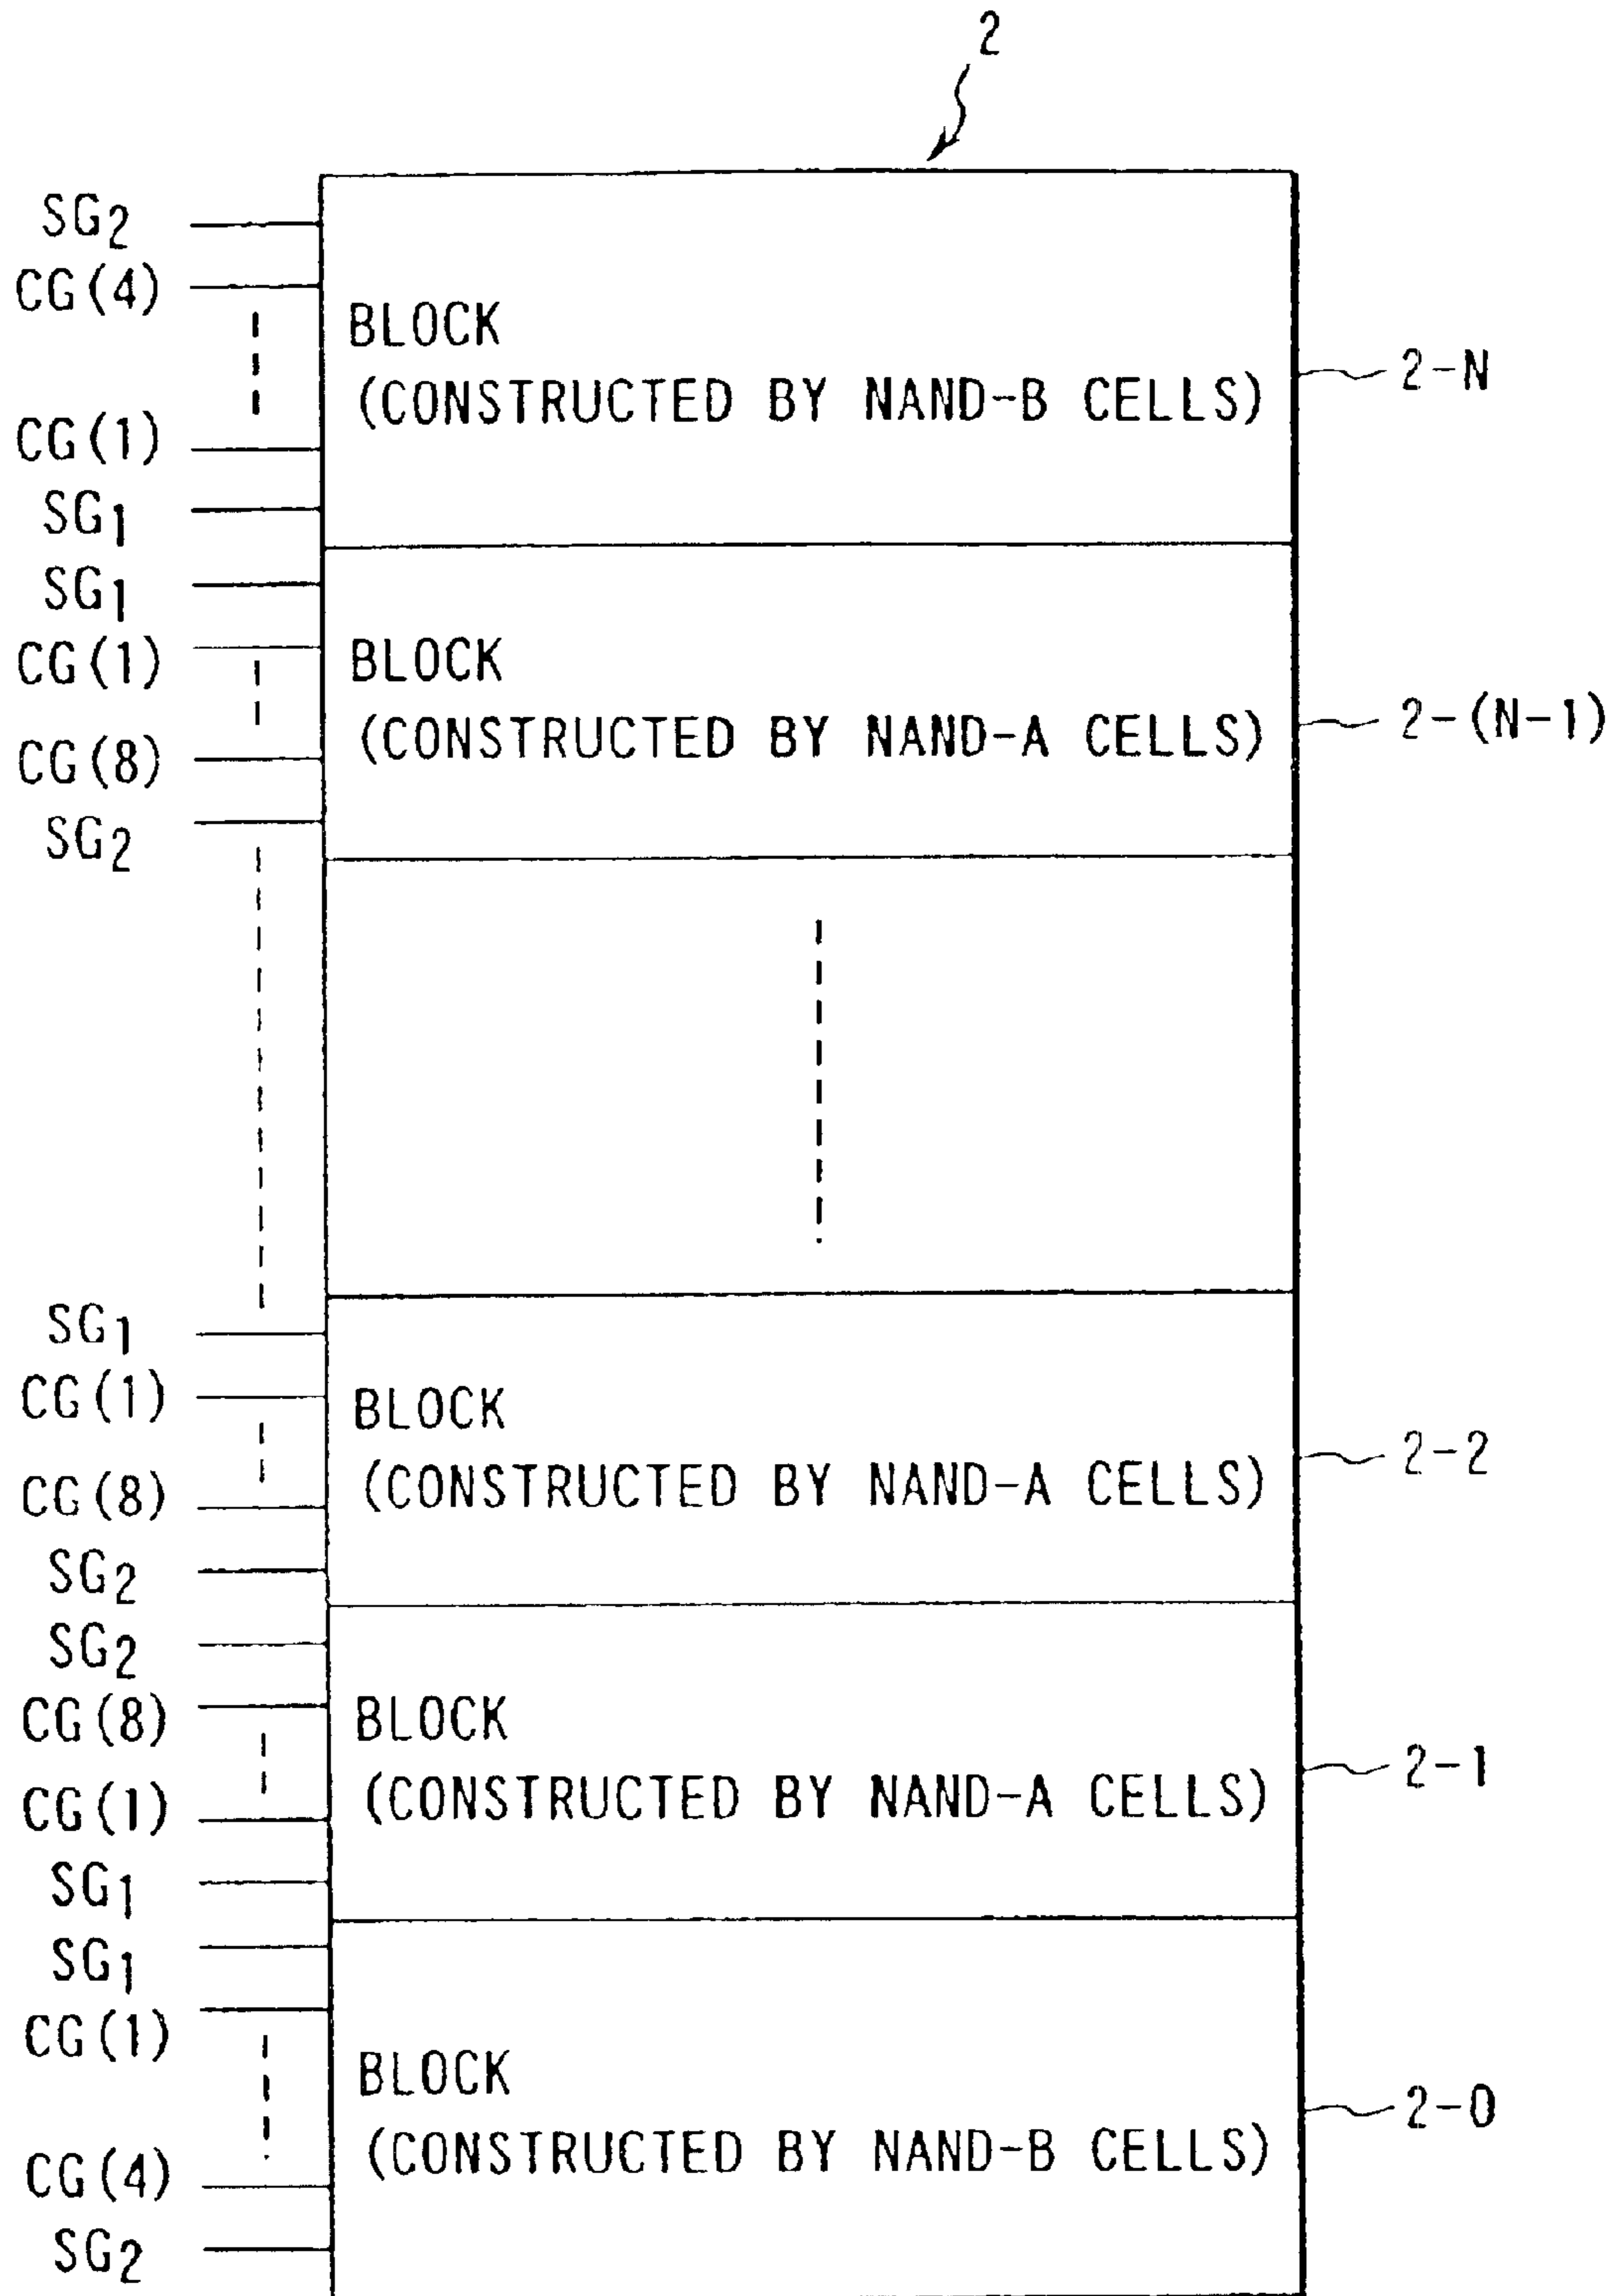 2
SG2
CG(4)
BLOCK
(CONSTRUCTED BY NAND-B CELLS)
2-N
CG(1)
SG1
SG1
CG(1)
BLOCK
(CONSTRUCTED BY NAND-A CELLS)
2-(N-1)
CG(8)
SG2
SG1
CG(1)
BLOCK
(CONSTRUCTED BY NAND-A CELLS)
2-2
CG(8)
SG2
SG2
CG(8)
BLOCK
(CONSTRUCTED BY NAND-A CELLS)
2-1
CG(1)
SG1
SG1
CG(1)
BLOCK
(CONSTRUCTED BY NAND-B CELLS)
2-0
CG(4)
SG2